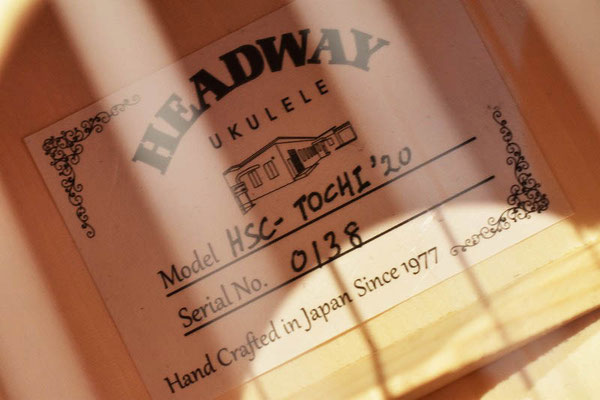 HEADWAY
UKULELE
Model HSC-TOCHI'20
Serial No. 0138
Hand Crafted in Japan Since 1977